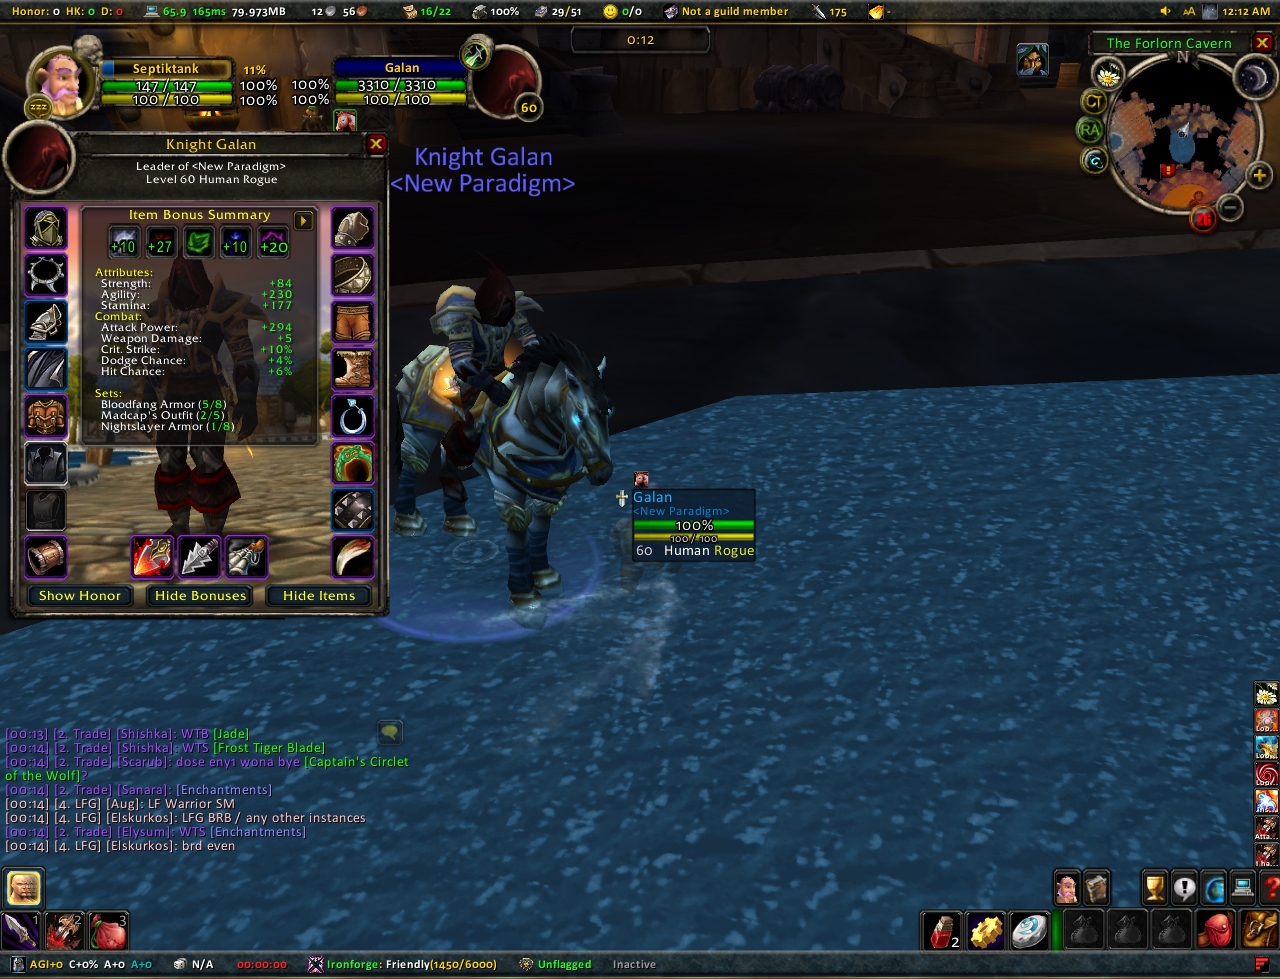 Honor: 0 HK: 0 D: 0 65.9 165ms 79.973MB 12 56 16/22 100% 29/51 0/0 Not a guild member 175 - 12:12 AM
0:12
The Forlorn Cavern
N
Septiktank 11%
147 / 147 100%
100 / 100 100%
zzz
Galan
100% 3310 / 3310
100% 100 / 100
60
CT
RA
Knight Galan
Leader of <New Paradigm>
Level 60 Human Rogue
Knight Galan
<New Paradigm>
Item Bonus Summary
+10 +27 +10 +20
Attributes:
Strength: +84
Agility: +230
Stamina: +177
Combat:
Attack Power: +294
Weapon Damage: +5
Crit. Strike: +10%
Dodge Chance: +4%
Hit Chance: +6%
Sets:
Bloodfang Armor (5/8)
Madcap's Outfit (2/5)
Nightslayer Armor (1/8)
Show Honor Hide Bonuses Hide Items
Galan
<New Paradigm>
100%
100 / 100
60 Human Rogue
[00:13] [2. Trade] [Shishka]: WTB [Jade]
[00:14] [2. Trade] [Shishka]: WTS [Frost Tiger Blade]
[00:14] [2. Trade] [Scarub]: dose eny1 wona bye [Captain's Circlet
of the Wolf]?
[00:14] [2. Trade] [Sanara]: [Enchantments]
[00:14] [4. LFG] [Aug]: LF Warrior SM
[00:14] [4. LFG] [Elskurkos]: LFG BRB / any other instances
[00:14] [2. Trade] [Elysum]: WTS [Enchantments]
[00:14] [4. LFG] [Elskurkos]: brd even
1 2 3
2
AGI+0 C+0% A+0 A+0 N/A 00:00:00 Ironforge: Friendly(1450/6000) Unflagged Inactive